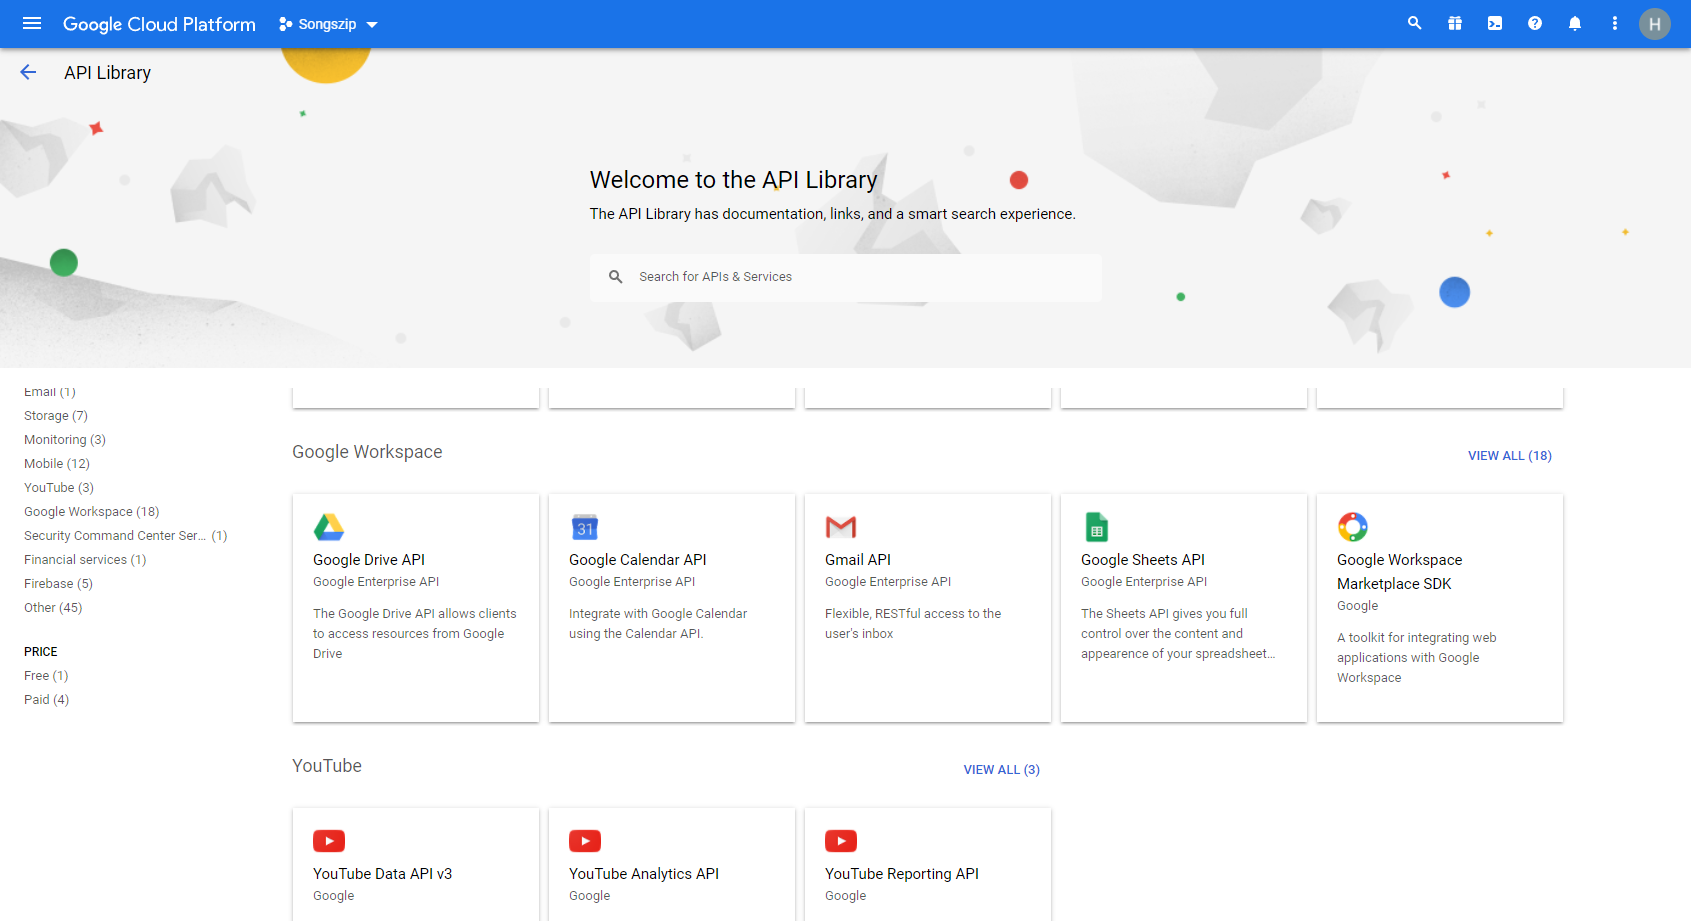 Google Cloud Platform
Songszip
H
API Library
Welcome to the API Library
The API Library has documentation, links, and a smart search experience.
Search for APIs & Services
Email (1)
Storage (7)
Monitoring (3)
Mobile (12)
YouTube (3)
Google Workspace (18)
Security Command Center Ser... (1)
Financial services (1)
Firebase (5)
Other (45)
PRICE
Free (1)
Paid (4)
Google Workspace
VIEW ALL (18)
Google Drive API
Google Enterprise API
The Google Drive API allows clients
to access resources from Google
Drive
31
Google Calendar API
Google Enterprise API
Integrate with Google Calendar
using the Calendar API.
Gmail API
Google Enterprise API
Flexible, RESTful access to the
user's inbox
Google Sheets API
Google Enterprise API
The Sheets API gives you full
control over the content and
appearence of your spreadsheet...
Google Workspace
Marketplace SDK
Google
A toolkit for integrating web
applications with Google
Workspace
YouTube
VIEW ALL (3)
YouTube Data API v3
Google
YouTube Analytics API
Google
YouTube Reporting API
Google